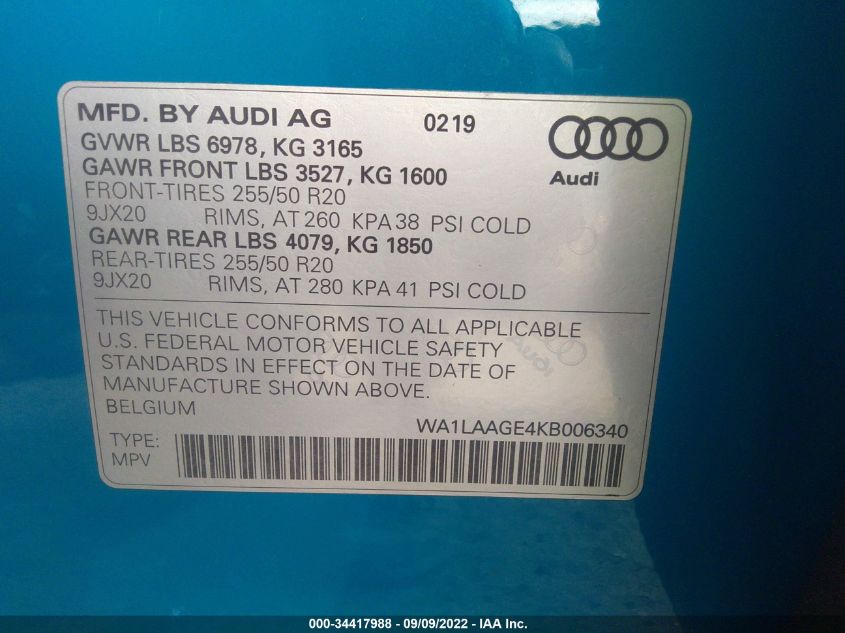 MFD. BY AUDI AG 0219
GVWR LBS 6978, KG 3165
GAWR FRONT LBS 3527, KG 1600
Audi
FRONT-TIRES 255/50 R20
9JX20 RIMS, AT 260 KPA 38 PSI COLD
GAWR REAR LBS 4079, KG 1850
REAR-TIRES 255/50 R20
9JX20 RIMS, AT 280 KPA 41 PSI COLD
THIS VEHICLE CONFORMS TO ALL APPLICABLE
U.S. FEDERAL MOTOR VEHICLE SAFETY
STANDARDS IN EFFECT ON THE DATE OF
MANUFACTURE SHOWN ABOVE.
AUDI
BELGIUM
WA1LAAGE4KB006340
TYPE:
MPV
000-34417988 - 09/09/2022 - IAA Inc.